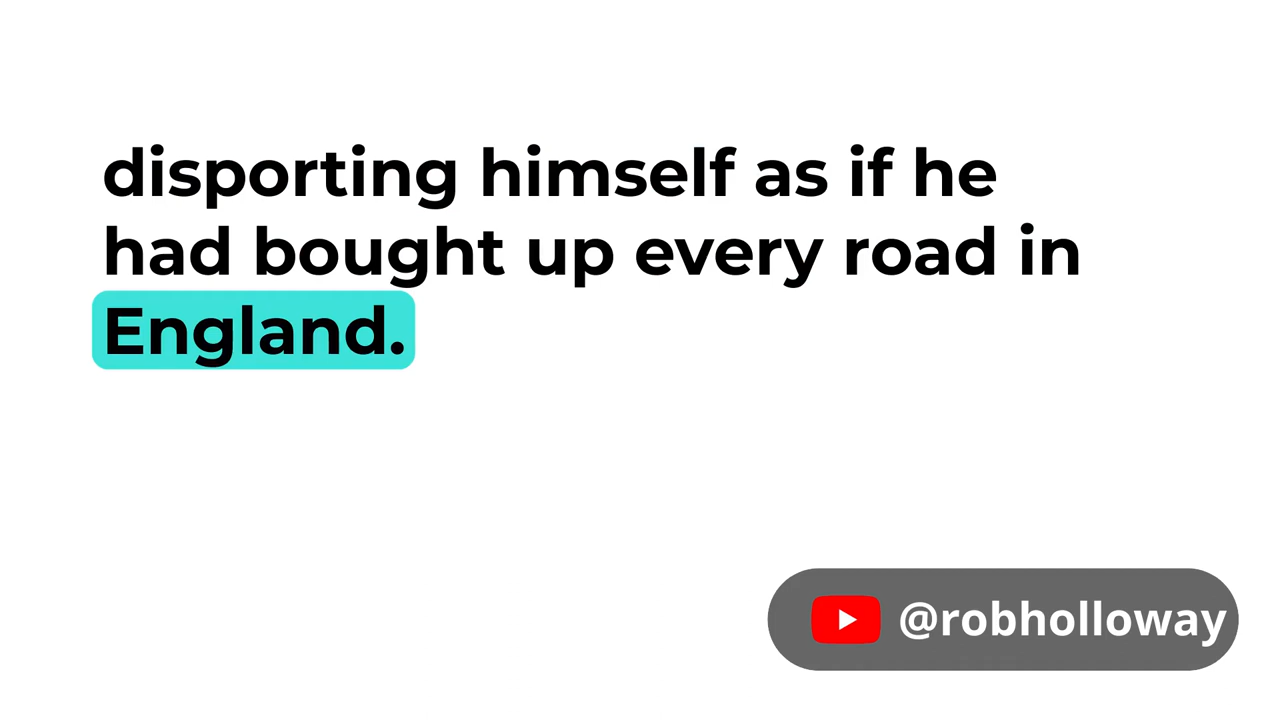 disporting himself as if he
had bought up every road in
England.
@robholloway